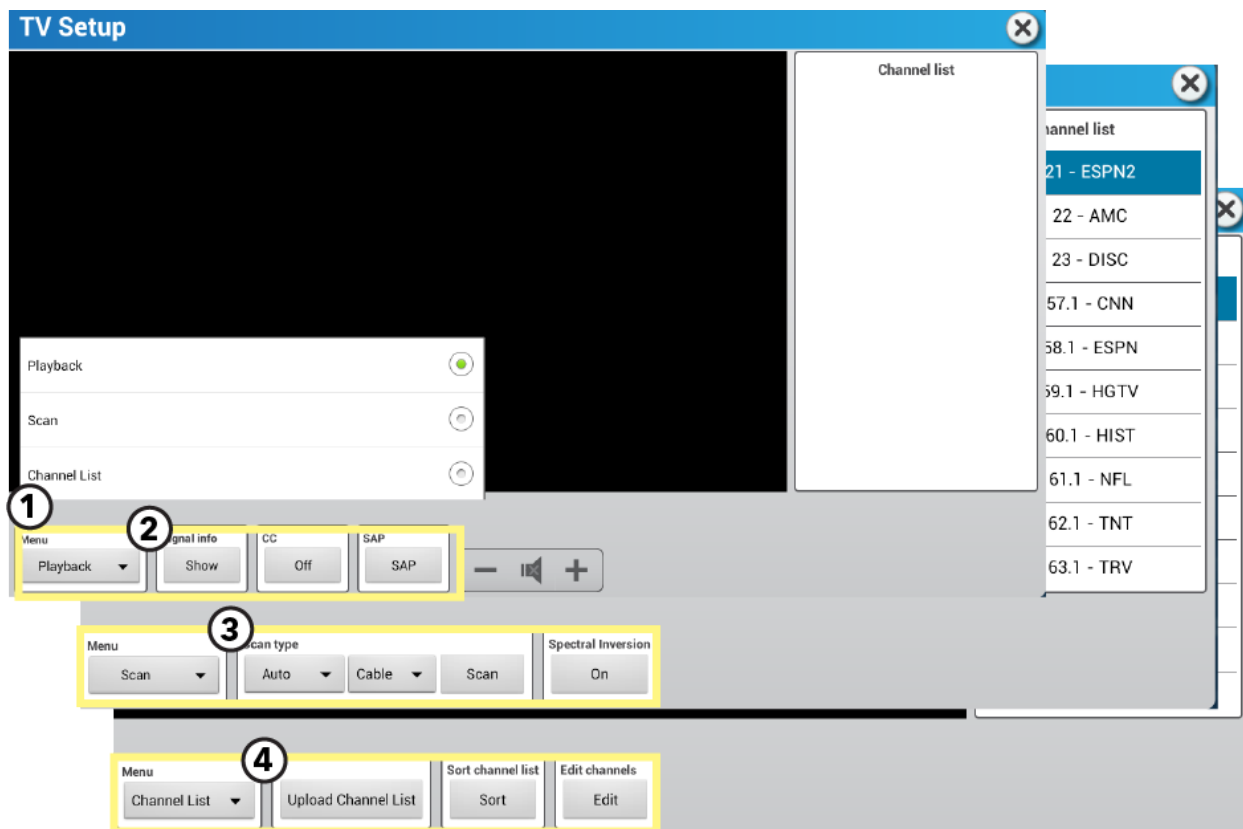 TV Setup
Channel list
Playback
Scan
Channel List
1
2
Menu
gnal info
CC
SAP
Playback
Show
Off
SAP
annel list
21 - ESPN2
22 - AMC
23 - DISC
57.1 - CNN
58.1 - ESPN
59.1 - HGTV
60.1 - HIST
61.1 - NFL
62.1 - TNT
63.1 - TRV
3
Menu
can type
Spectral Inversion
Scan
Auto
Cable
Scan
On
4
Menu
Sort channel list
Edit channels
Channel List
Upload Channel List
Sort
Edit